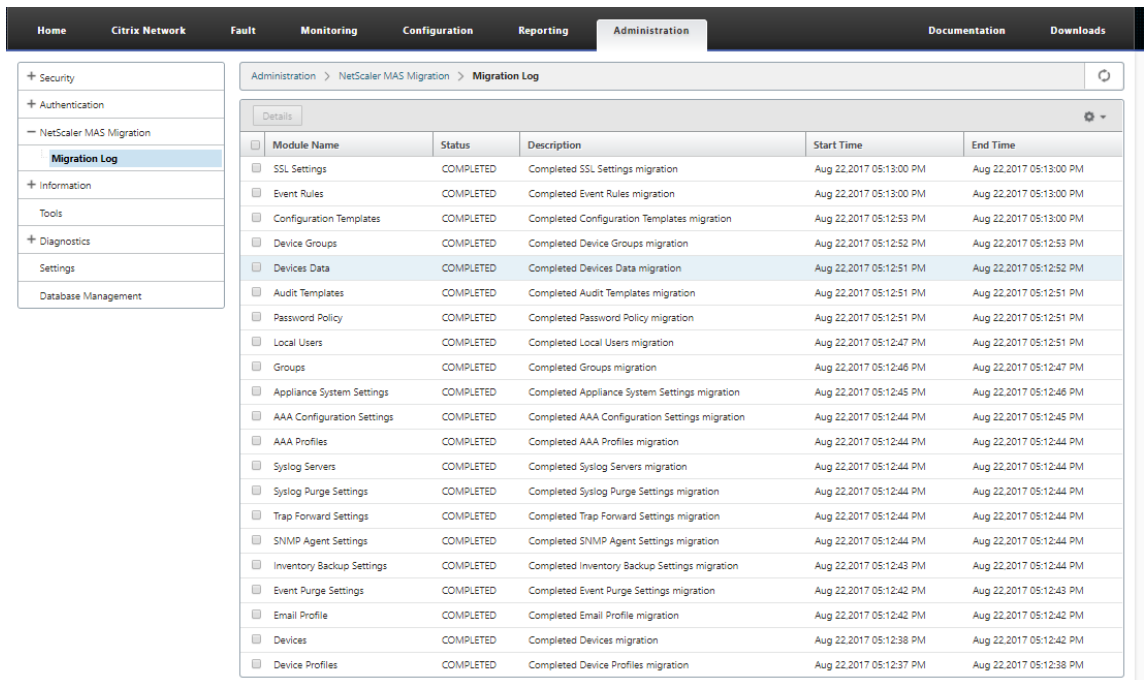 Home Citrix Network Fault Monitoring Configuration Reporting Administration Documentation Downloads
+ Security
+ Authentication
− NetScaler MAS Migration
Migration Log
+ Information
Tools
+ Diagnostics
Settings
Database Management
Administration > NetScaler MAS Migration > Migration Log
Details
Module Name Status Description Start Time End Time
SSL Settings COMPLETED Completed SSL Settings migration Aug 22,2017 05:13:00 PM Aug 22,2017 05:13:00 PM
Event Rules COMPLETED Completed Event Rules migration Aug 22,2017 05:13:00 PM Aug 22,2017 05:13:00 PM
Configuration Templates COMPLETED Completed Configuration Templates migration Aug 22,2017 05:12:53 PM Aug 22,2017 05:13:00 PM
Device Groups COMPLETED Completed Device Groups migration Aug 22,2017 05:12:52 PM Aug 22,2017 05:12:53 PM
Devices Data COMPLETED Completed Devices Data migration Aug 22,2017 05:12:51 PM Aug 22,2017 05:12:52 PM
Audit Templates COMPLETED Completed Audit Templates migration Aug 22,2017 05:12:51 PM Aug 22,2017 05:12:51 PM
Password Policy COMPLETED Completed Password Policy migration Aug 22,2017 05:12:51 PM Aug 22,2017 05:12:51 PM
Local Users COMPLETED Completed Local Users migration Aug 22,2017 05:12:47 PM Aug 22,2017 05:12:51 PM
Groups COMPLETED Completed Groups migration Aug 22,2017 05:12:46 PM Aug 22,2017 05:12:47 PM
Appliance System Settings COMPLETED Completed Appliance System Settings migration Aug 22,2017 05:12:45 PM Aug 22,2017 05:12:46 PM
AAA Configuration Settings COMPLETED Completed AAA Configuration Settings migration Aug 22,2017 05:12:44 PM Aug 22,2017 05:12:45 PM
AAA Profiles COMPLETED Completed AAA Profiles migration Aug 22,2017 05:12:44 PM Aug 22,2017 05:12:44 PM
Syslog Servers COMPLETED Completed Syslog Servers migration Aug 22,2017 05:12:44 PM Aug 22,2017 05:12:44 PM
Syslog Purge Settings COMPLETED Completed Syslog Purge Settings migration Aug 22,2017 05:12:44 PM Aug 22,2017 05:12:44 PM
Trap Forward Settings COMPLETED Completed Trap Forward Settings migration Aug 22,2017 05:12:44 PM Aug 22,2017 05:12:44 PM
SNMP Agent Settings COMPLETED Completed SNMP Agent Settings migration Aug 22,2017 05:12:44 PM Aug 22,2017 05:12:44 PM
Inventory Backup Settings COMPLETED Completed Inventory Backup Settings migration Aug 22,2017 05:12:43 PM Aug 22,2017 05:12:44 PM
Event Purge Settings COMPLETED Completed Event Purge Settings migration Aug 22,2017 05:12:42 PM Aug 22,2017 05:12:43 PM
Email Profile COMPLETED Completed Email Profile migration Aug 22,2017 05:12:42 PM Aug 22,2017 05:12:42 PM
Devices COMPLETED Completed Devices migration Aug 22,2017 05:12:38 PM Aug 22,2017 05:12:42 PM
Device Profiles COMPLETED Completed Device Profiles migration Aug 22,2017 05:12:37 PM Aug 22,2017 05:12:38 PM